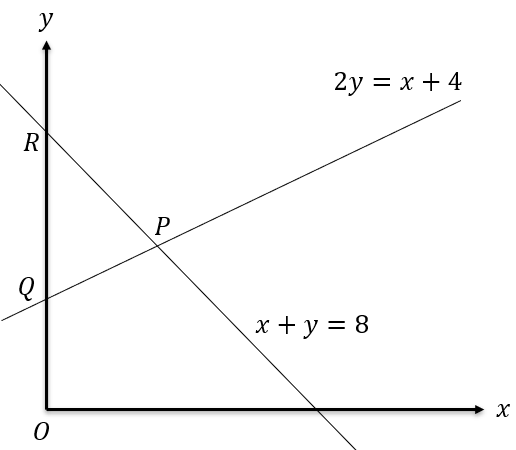 y
2y = x + 4
R
P
Q
x + y = 8
x
O